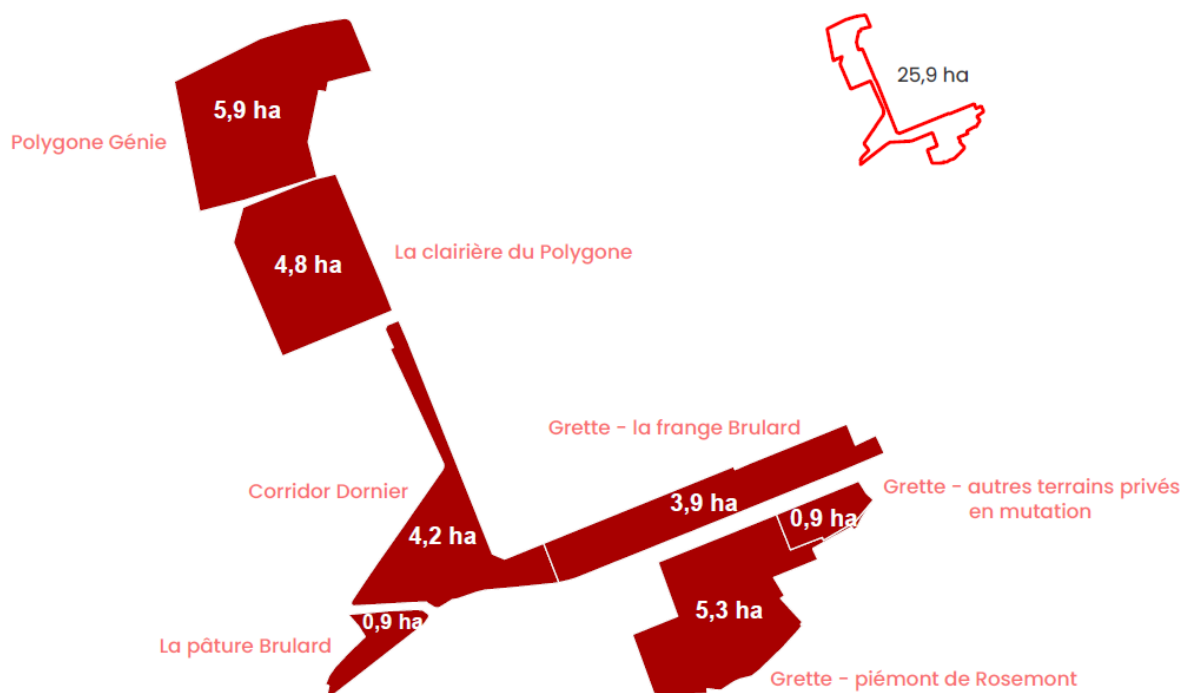 25,9 ha
5,9 ha
Polygone Génie
La clairière du Polygone
4,8 ha
Grette - la frange Brulard
Corridor Dornier
3,9 ha
Grette - autres terrains privés
en mutation
0,9 ha
4,2 ha
5,3 ha
0,9 ha
La pâture Brulard
Grette - piémont de Rosemont